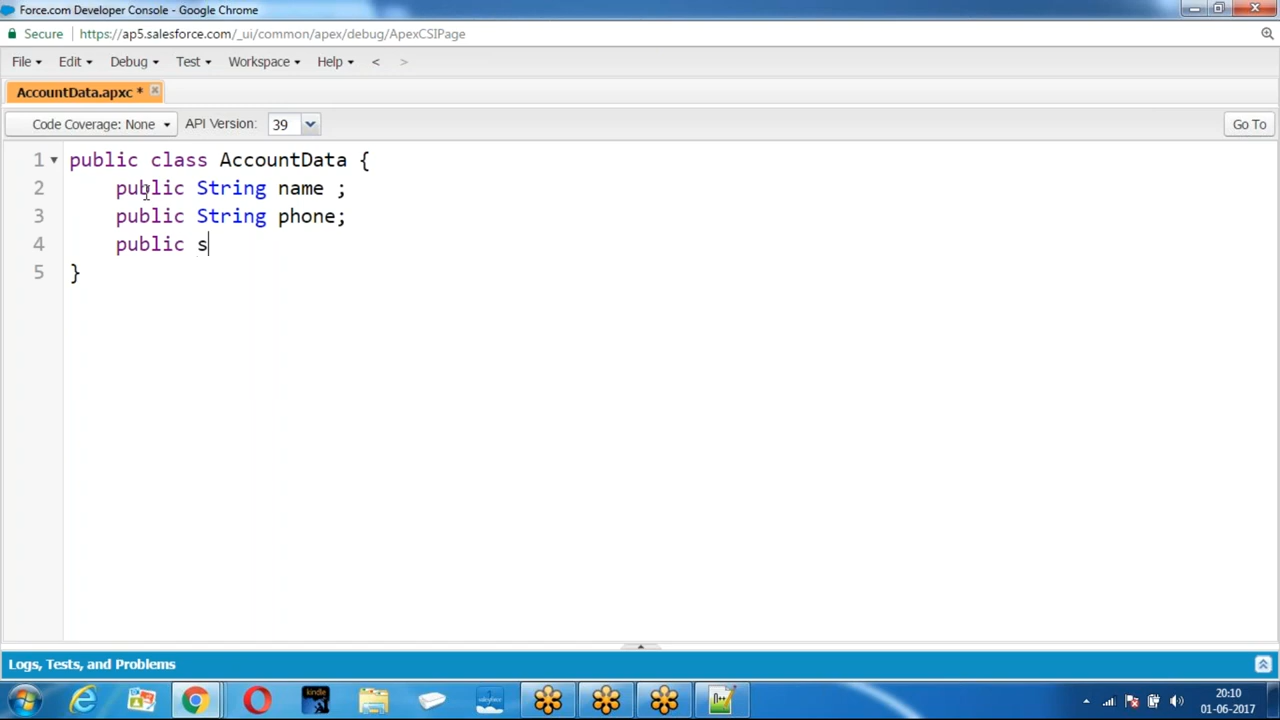 Force.com Developer Console - Google Chrome
Secure https://ap5.salesforce.com/_ui/common/apex/debug/ApexCSIPage
File Edit Debug Test Workspace Help < >
AccountData.apxc *
Code Coverage: None API Version: 39 Go To
1 public class AccountData {
2 public String name ;
3 public String phone;
4 public s
5 }
Logs, Tests, and Problems
kindle salesforce 20:10
01-06-2017